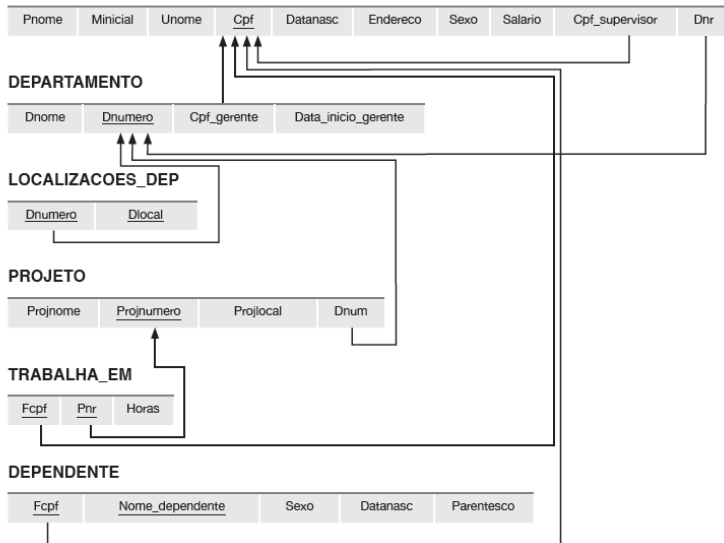 Pnome Minicial Unome Cpf Datanasc Endereco Sexo Salario Cpf_supervisor Dnr
DEPARTAMENTO
Dnome Dnumero Cpf_gerente Data_inicio_gerente
LOCALIZACOES_DEP
Dnumero Dlocal
PROJETO
Projnome Projnumero Projlocal Dnum
TRABALHA_EM
Fcpf Pnr Horas
DEPENDENTE
Fcpf Nome_dependente Sexo Datanasc Parentesco